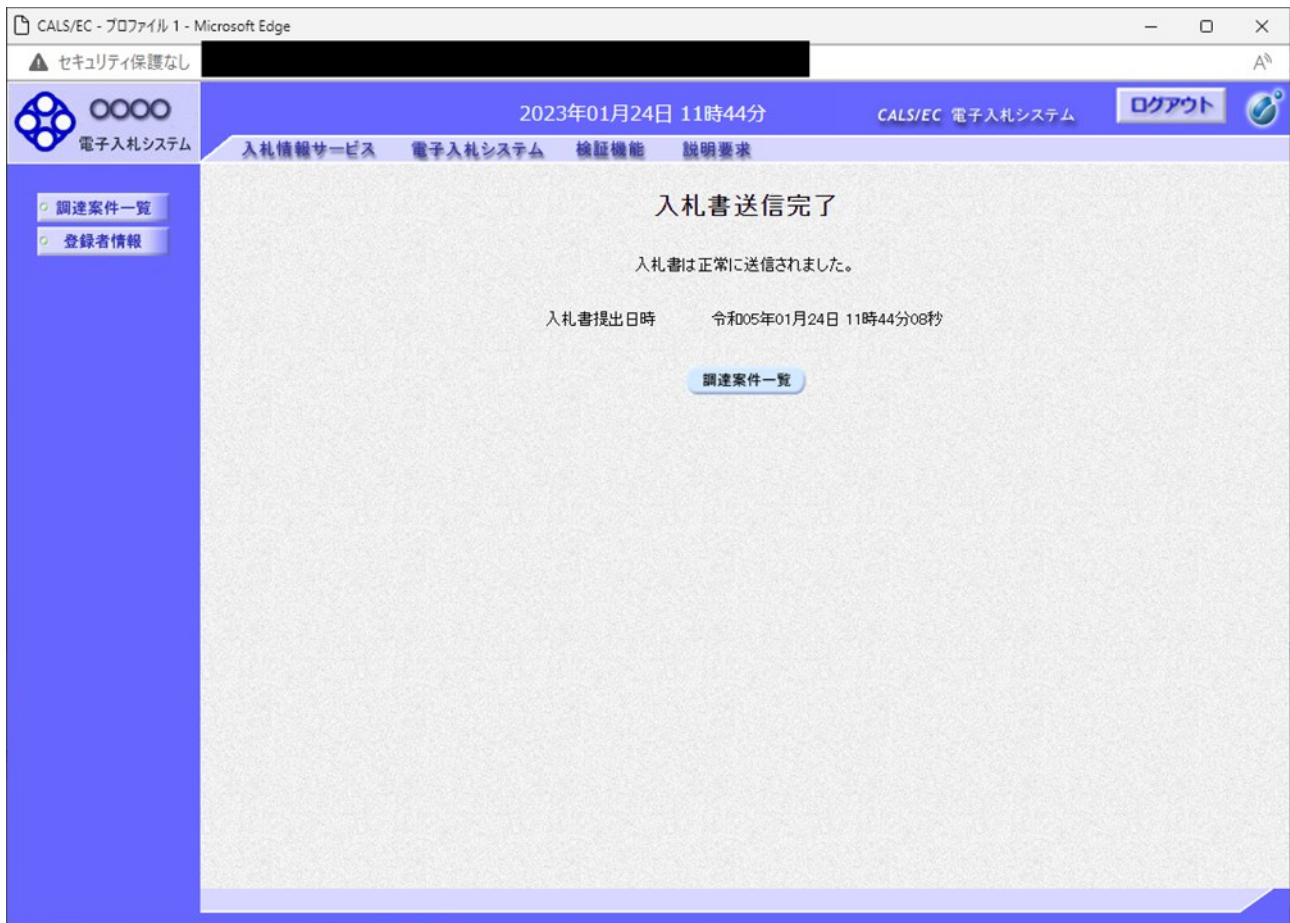 CALS/EC - プロファイル 1 - Microsoft Edge
セキュリティ保護なし
〇〇〇〇
電子入札システム
2023年01月24日 11時44分
CALS/EC 電子入札システム
ログアウト
入札情報サービス 電子入札システム 検証機能 説明要求
調達案件一覧
登録者情報
入札書送信完了
入札書は正常に送信されました。
入札書提出日時 令和05年01月24日 11時44分08秒
調達案件一覧